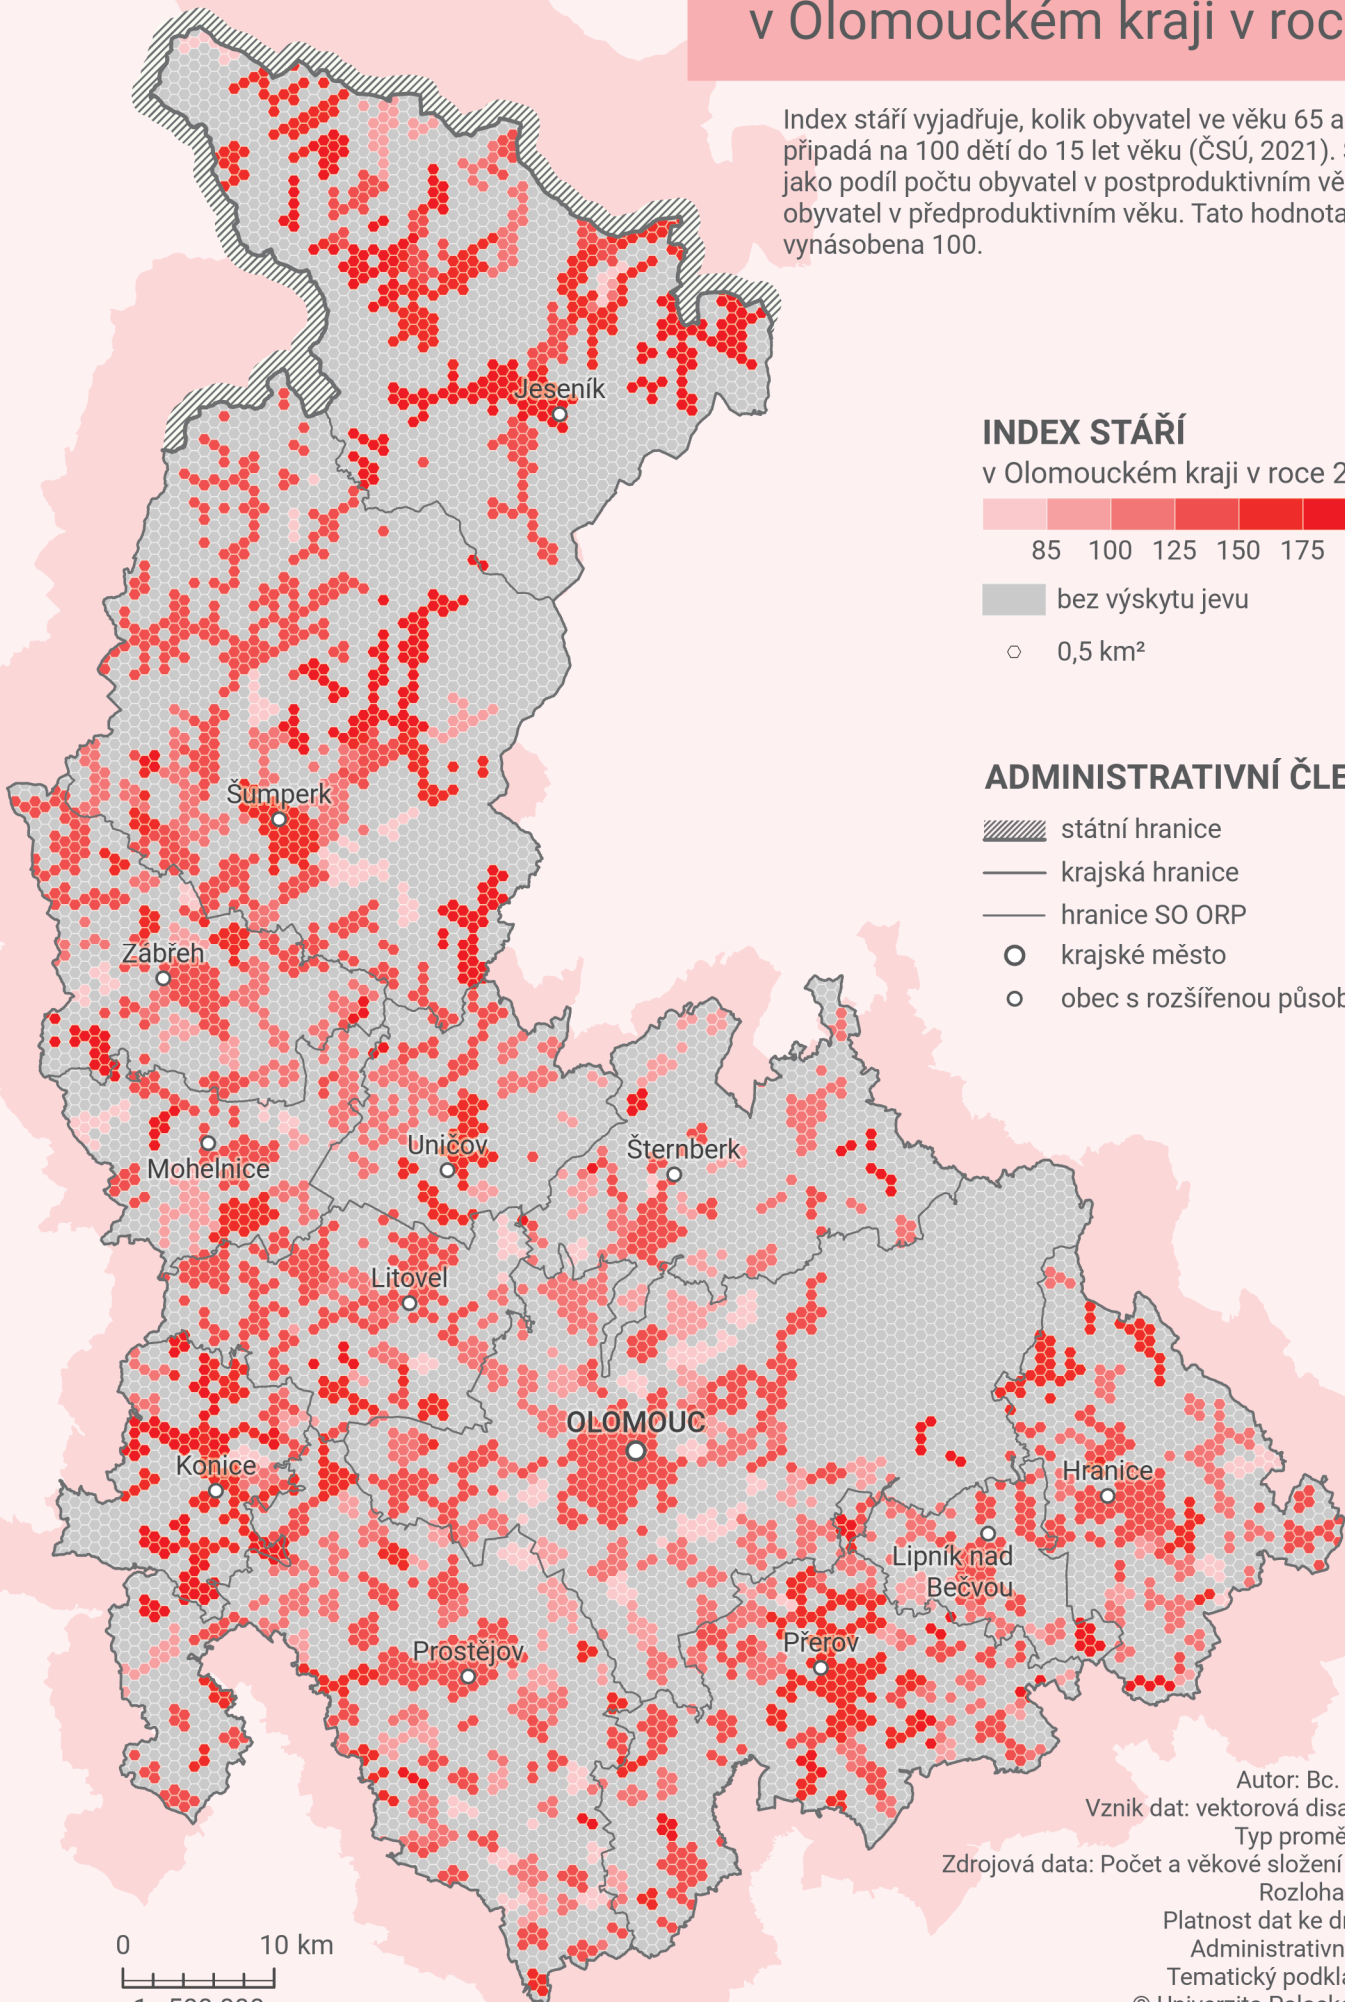 v Olomouckém kraji v roc
Index stáří vyjadřuje, kolik obyvatel ve věku 65 a
připadá na 100 dětí do 15 let věku (ČSÚ, 2021). S
jako podíl počtu obyvatel v postproduktivním vě
obyvatel v předproduktivním věku. Tato hodnota
vynásobena 100.
Jeseník
INDEX STÁŘÍ
v Olomouckém kraji v roce 2
85 100 125 150 175
bez výskytu jevu
0,5 km²
ADMINISTRATIVNÍ ČLE
státní hranice
krajská hranice
hranice SO ORP
krajské město
obec s rozšířenou působ
Šumperk
Zábřeh
Mohelnice
Uničov
Šternberk
Litovel
OLOMOUC
Konice
Hranice
Lipník nad
Bečvou
Přerov
Prostějov
Autor: Bc.
Vznik dat: vektorová disa
Typ promě
Zdrojová data: Počet a věkové složení
Rozloha
Platnost dat ke dr
Administrativn
Tematický podkla
0 10 km